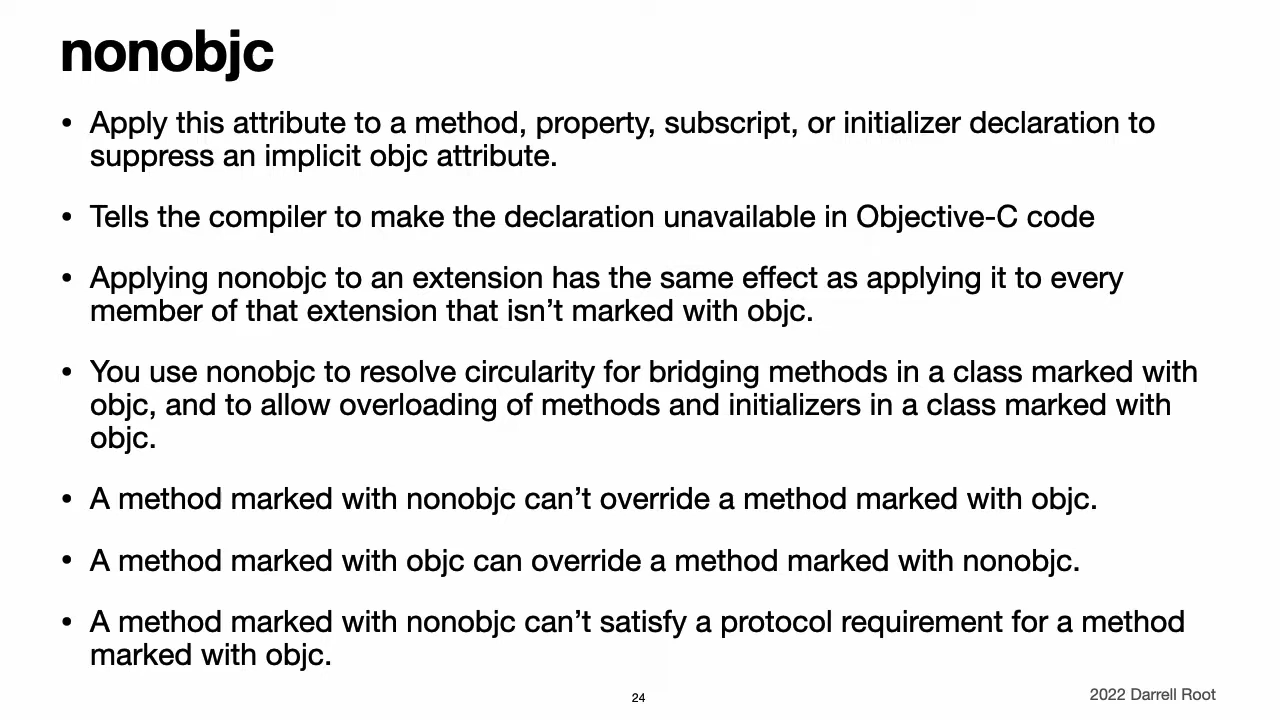 nonobjc
• Apply this attribute to a method, property, subscript, or initializer declaration to
suppress an implicit objc attribute.
• Tells the compiler to make the declaration unavailable in Objective-C code
• Applying nonobjc to an extension has the same effect as applying it to every
member of that extension that isn’t marked with objc.
• You use nonobjc to resolve circularity for bridging methods in a class marked with
objc, and to allow overloading of methods and initializers in a class marked with
objc.
• A method marked with nonobjc can’t override a method marked with objc.
• A method marked with objc can override a method marked with nonobjc.
• A method marked with nonobjc can’t satisfy a protocol requirement for a method
marked with objc.
24
2022 Darrell Root